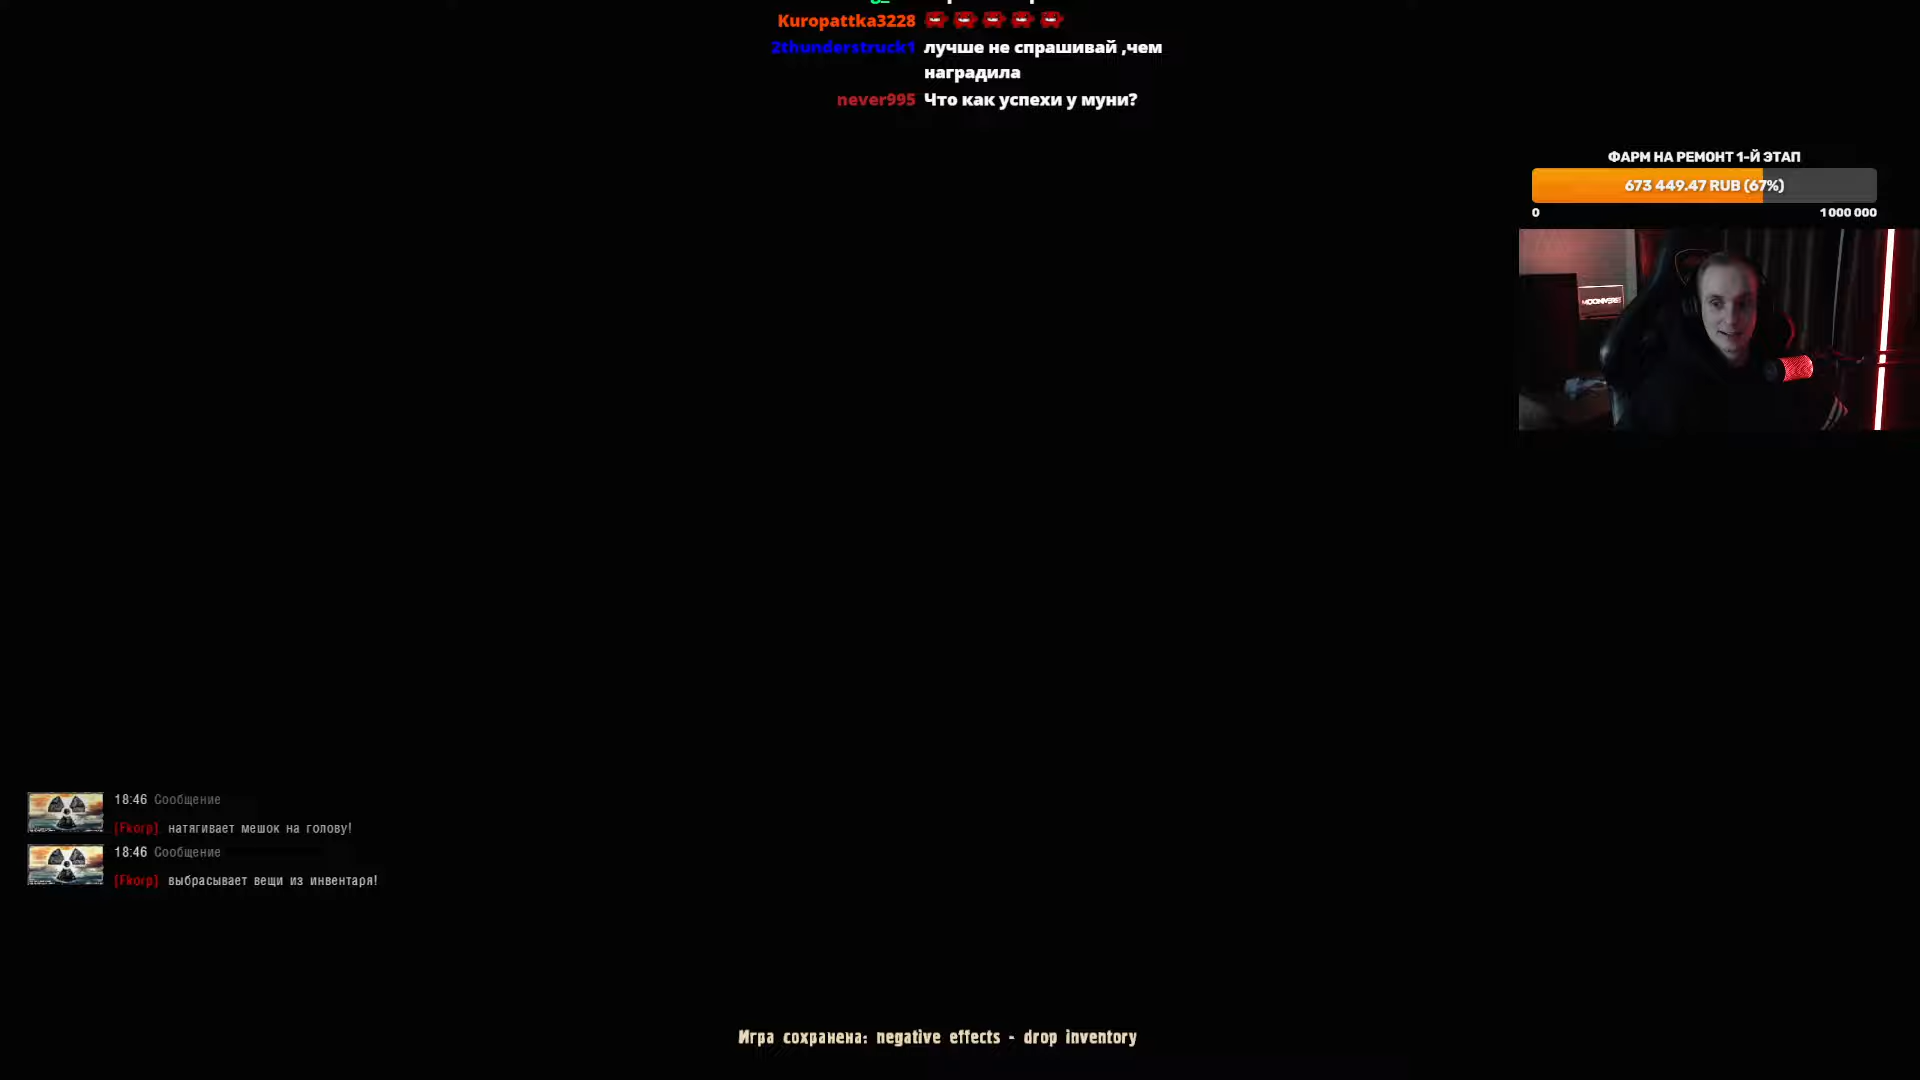 Kuropattka3228
2thunderstruck1 лучше не спрашивай ,чем
наградила
never995 Что как успехи у муни?
ФАРМ НА РЕМОНТ 1-Й ЭТАП
673 449.47 RUB (67%)
0 1 000 000
18:46 Сообщение
[Fkorp] натягивает мешок на голову!
18:46 Сообщение
[Fkorp] выбрасывает вещи из инвентаря!
Игра сохранена: negative effects - drop inventory